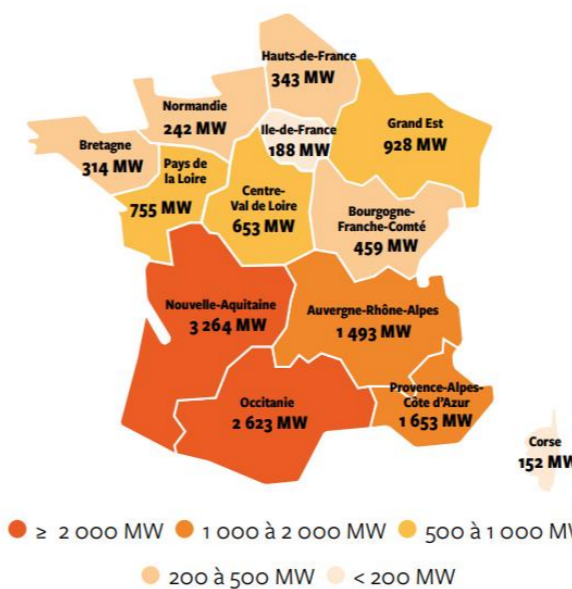 Hauts-de-France
343 MW
Normandie
242 MW
Ile-de-France
188 MW
Grand Est
928 MW
Bretagne
314 MW
Pays de
la Loire
755 MW
Centre-
Val de Loire
653 MW
Bourgogne-
Franche-Comté
459 MW
Nouvelle-Aquitaine
3 264 MW
Auvergne-Rhône-Alpes
1 493 MW
Occitanie
2 623 MW
Provence-Alpes-
Côte d'Azur
1 653 MW
Corse
152 MW
≥ 2 000 MW 1 000 à 2 000 MW 500 à 1 000 MW
200 à 500 MW < 200 MW